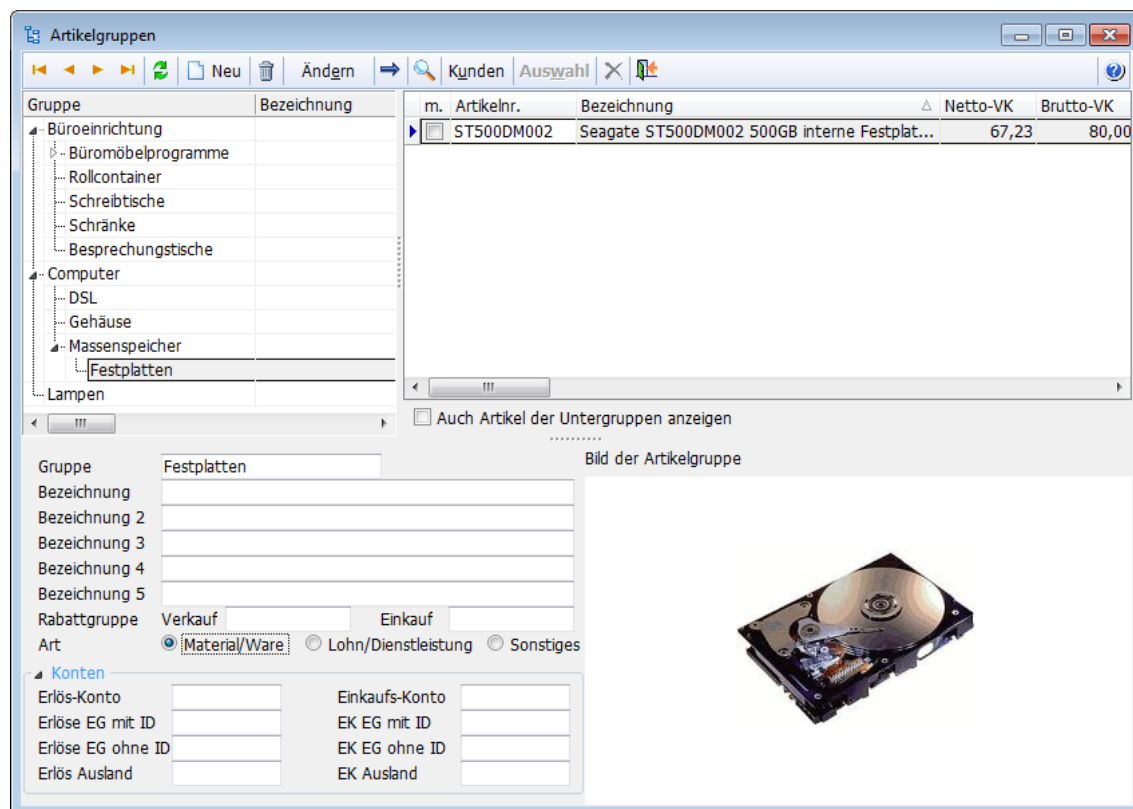 Artikelgruppen
Neu Ändern Kunden Auswahl
Gruppe Bezeichnung
Büroeinrichtung
Büromöbelprogramme
Rollcontainer
Schreibtische
Schränke
Besprechungstische
Computer
DSL
Gehäuse
Massenspeicher
Festplatten
Lampen
m. Artikelnr. Bezeichnung Netto-VK Brutto-VK
ST500DM002 Seagate ST500DM002 500GB interne Festplat... 67,23 80,00
Auch Artikel der Untergruppen anzeigen
Gruppe Festplatten
Bezeichnung
Bezeichnung 2
Bezeichnung 3
Bezeichnung 4
Bezeichnung 5
Rabattgruppe Verkauf Einkauf
Art Material/Ware Lohn/Dienstleistung Sonstiges
Konten
Erlös-Konto Einkaufs-Konto
Erlöse EG mit ID EK EG mit ID
Erlöse EG ohne ID EK EG ohne ID
Erlös Ausland EK Ausland
Bild der Artikelgruppe